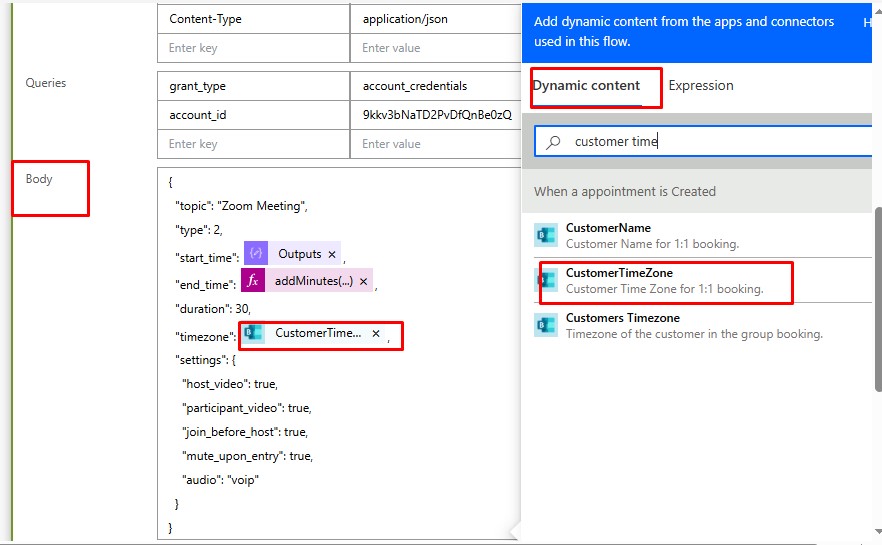 Content-Type application/json
Enter key Enter value
Queries
grant_type account_credentials
account_id 9kkv3bNaTD2PvDfQnBe0zQ
Enter key Enter value
Body
{
"topic": "Zoom Meeting",
"type": 2,
"start_time": Outputs × ,
"end_time": fx addMinutes(...) × ,
"duration": 30,
"timezone": B CustomerTime... × ,
"settings": {
"host_video": true,
"participant_video": true,
"join_before_host": true,
"mute_upon_entry": true,
"audio": "voip"
}
}
Add dynamic content from the apps and connectors
used in this flow.
H
Dynamic content Expression
customer time
When a appointment is Created
CustomerName
Customer Name for 1:1 booking.
CustomerTimeZone
Customer Time Zone for 1:1 booking.
Customers Timezone
Timezone of the customer in the group booking.